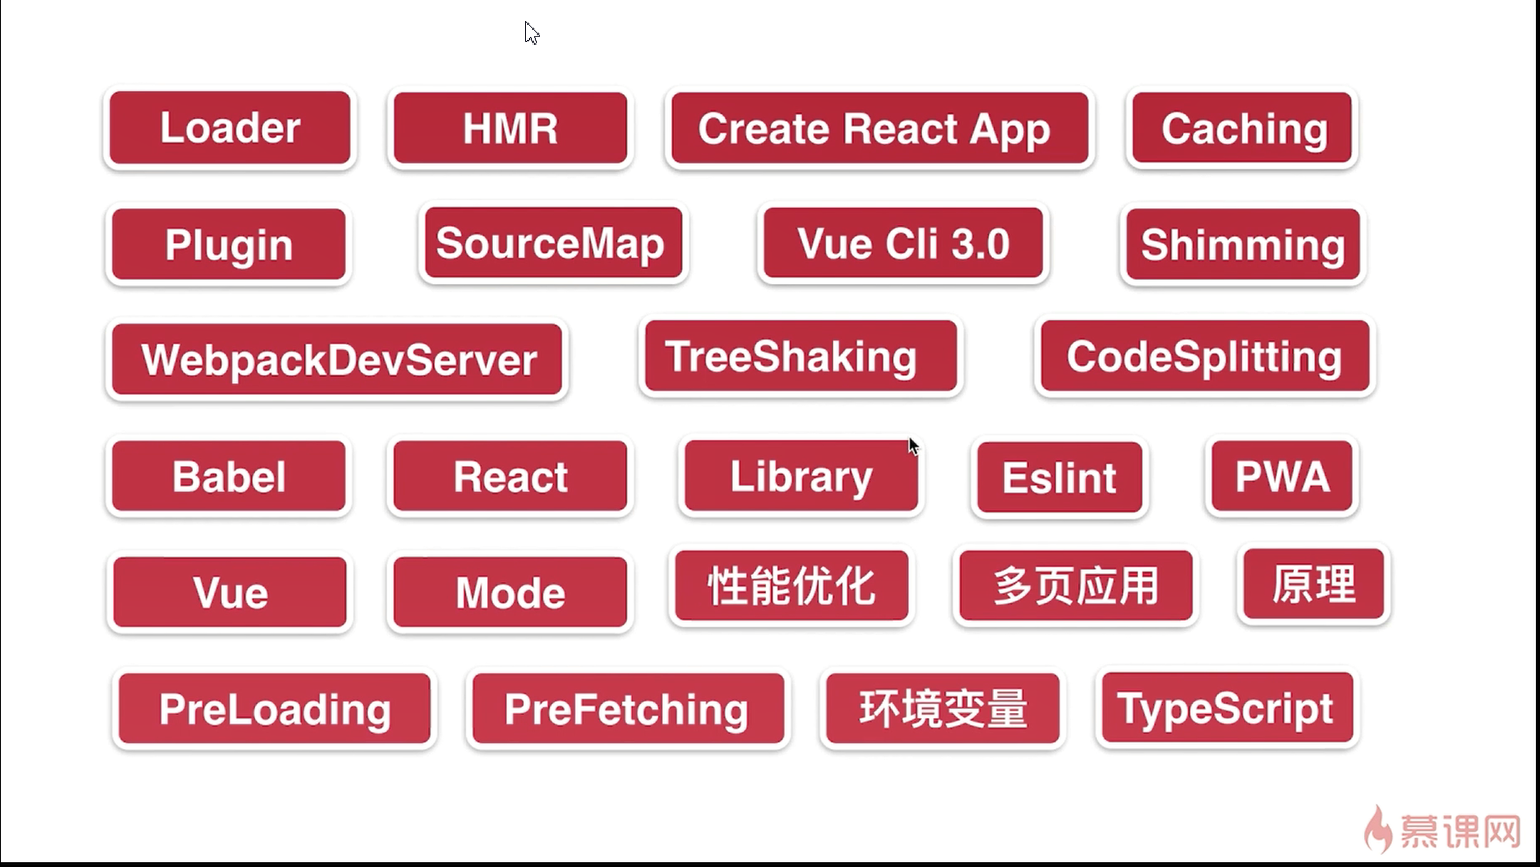 Loader HMR Create React App Caching
Plugin SourceMap Vue Cli 3.0 Shimming
WebpackDevServer TreeShaking CodeSplitting
Babel React Library Eslint PWA
Vue Mode 性能优化 多页应用 原理
PreLoading PreFetching 环境变量 TypeScript
慕课网